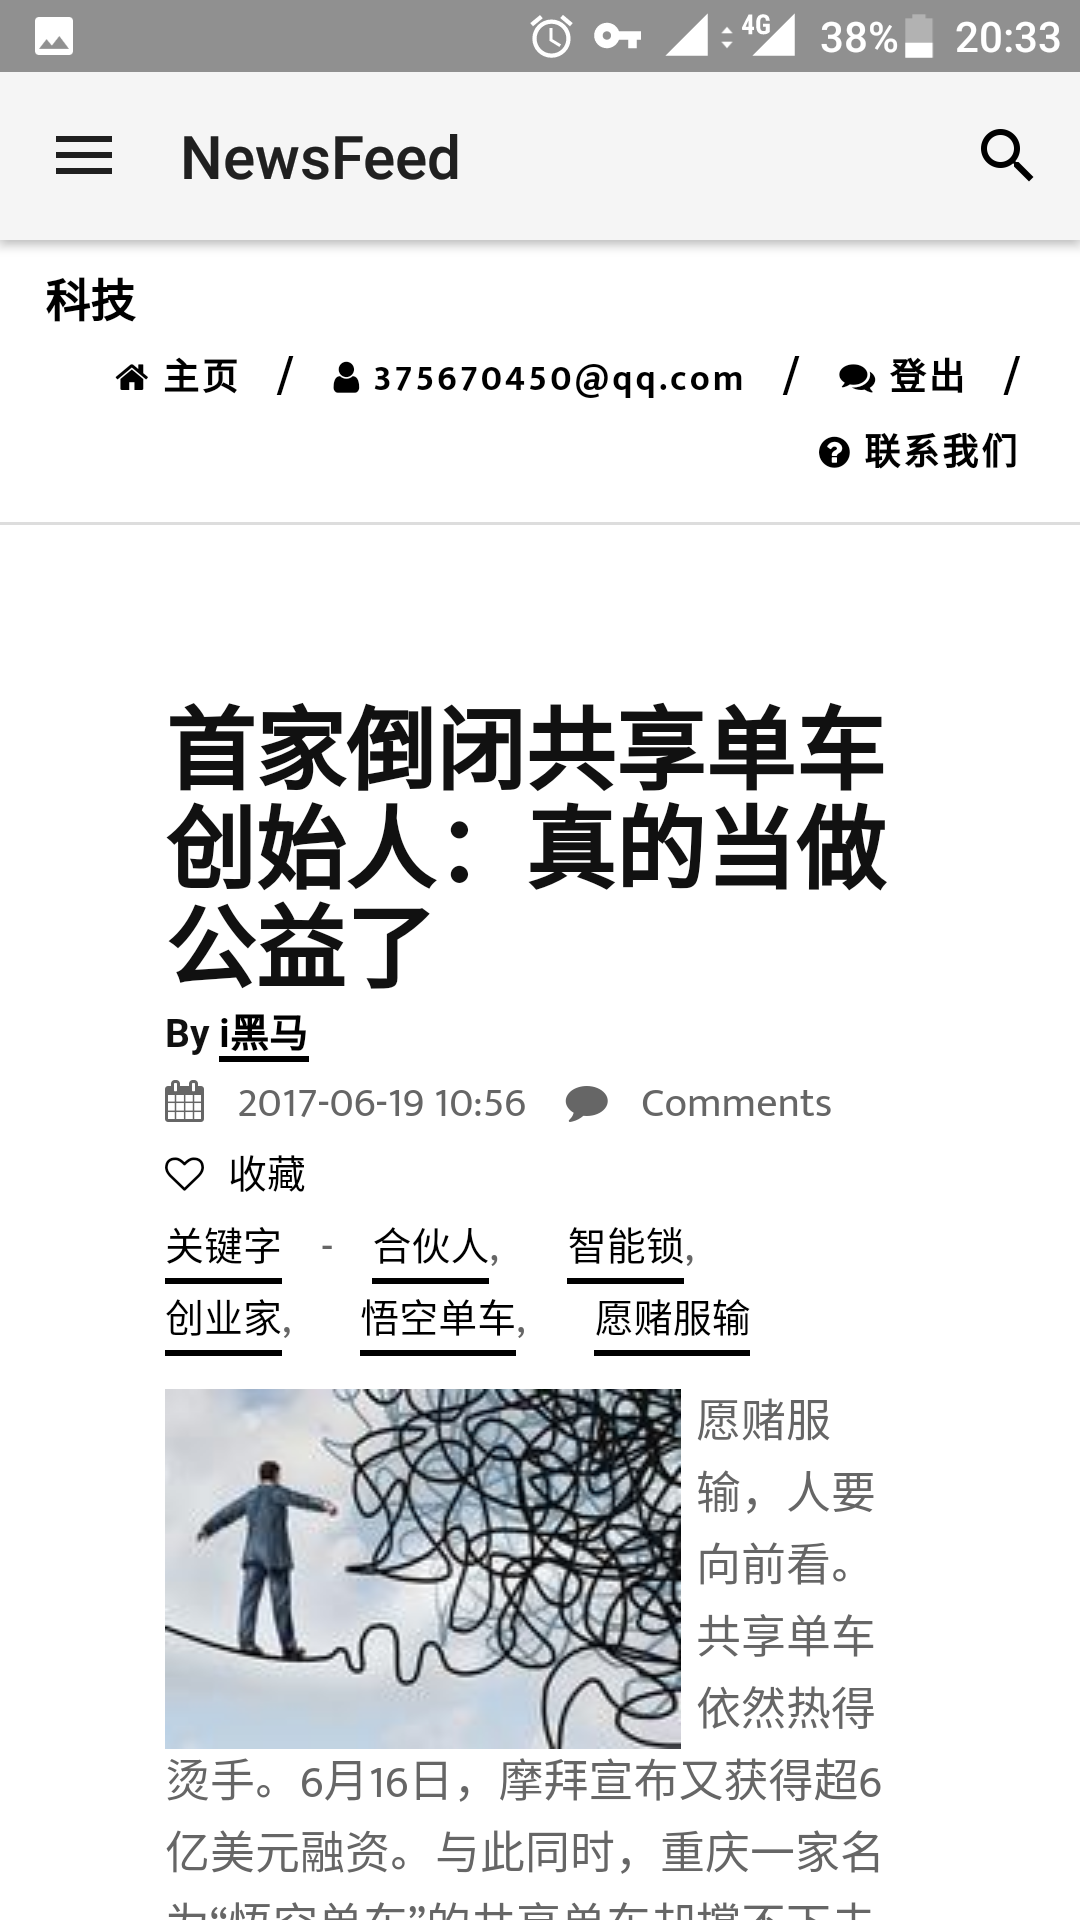 4G 38% 20:33
NewsFeed
科技
主页 / 375670450@qq.com / 登出 /
联系我们
首家倒闭共享单车
创始人：真的当做
公益了
By i黑马
2017-06-19 10:56 Comments
收藏
关键字 - 合伙人, 智能锁,
创业家, 悟空单车, 愿赌服输
愿赌服
输，人要
向前看。
共享单车
依然热得
烫手。6月16日，摩拜宣布又获得超6
亿美元融资。与此同时，重庆一家名
为“悟空单车”的共享单车却撑不下去